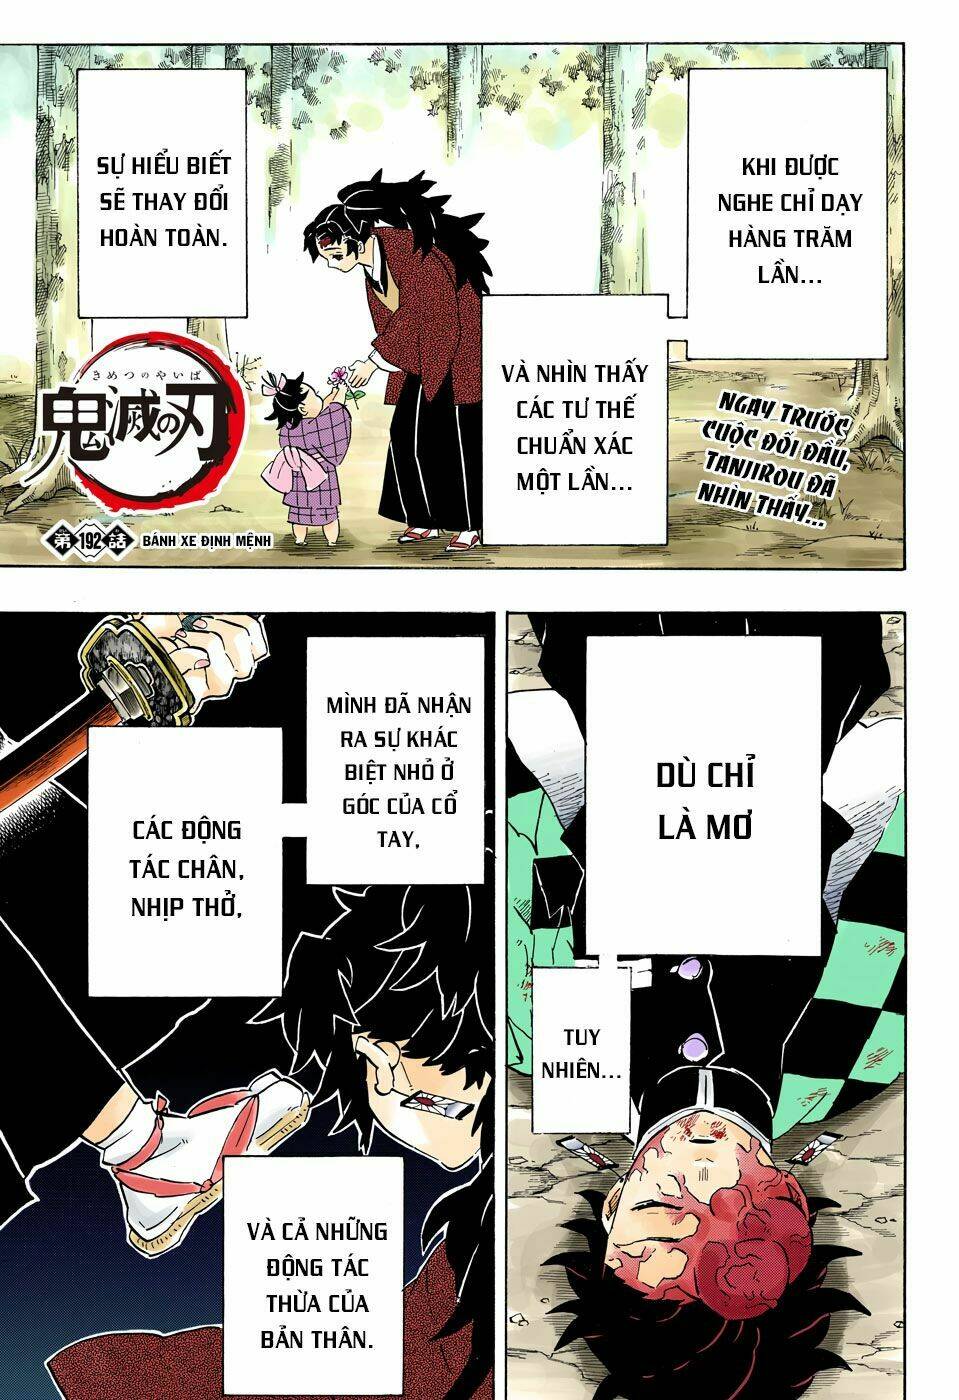 KHI ĐƯỢC
NGHE CHỈ DẠY
HÀNG TRĂM
LẦN...
VÀ NHÌN THẤY
CÁC TƯ THẾ
CHUẨN XÁC
MỘT LẦN...
SỰ HIỂU BIẾT
SẼ THAY ĐỔI
HOÀN TOÀN.
NGAY TRƯỚC
CUỘC ĐỐI ĐẦU,
TANJIROU ĐÃ
NHÌN THẤY...
きめつのやいば
鬼滅の刃
第192話 BÁNH XE ĐỊNH MỆNH
DÙ CHỈ
LÀ MƠ
TUY
NHIÊN...
MÌNH ĐÃ NHẬN
RA SỰ KHÁC
BIỆT NHỎ Ở
GÓC CỦA CỔ
TAY,
CÁC ĐỘNG
TÁC CHÂN,
NHỊP THỞ,
VÀ CẢ NHỮNG
ĐỘNG TÁC
THỪA CỦA
BẢN THÂN.